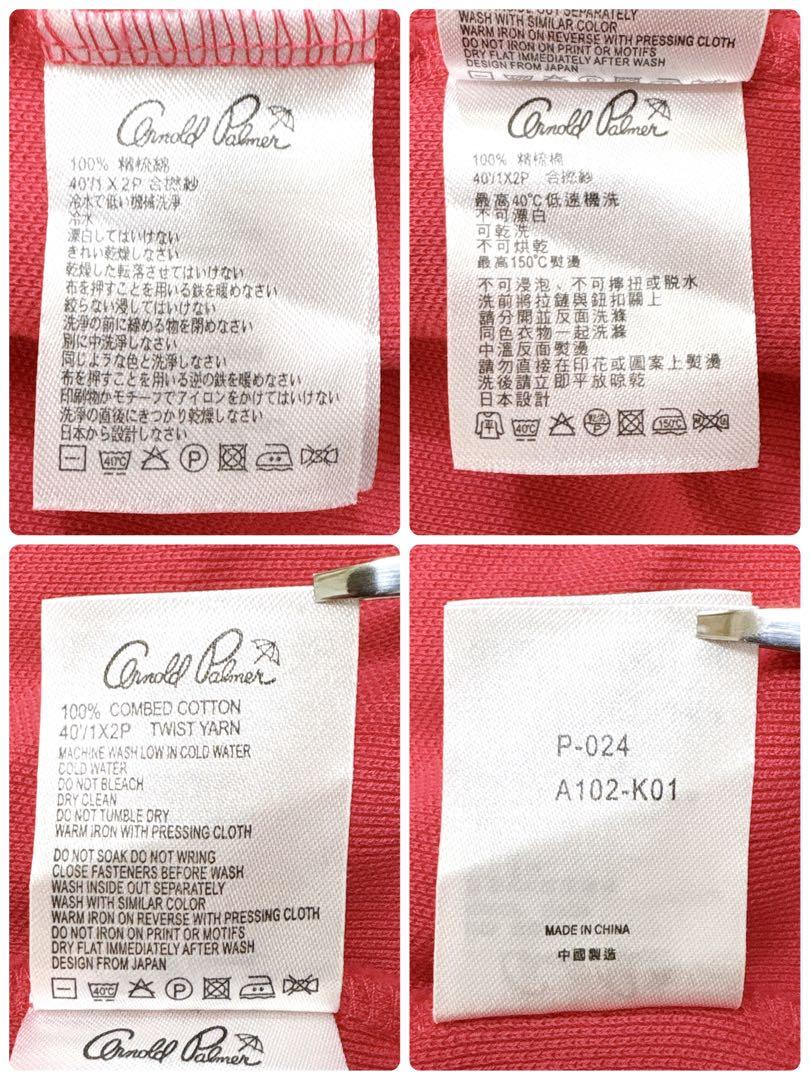 Arnold Palmer
100% 精梳綿
40'/1 X 2P 合撚紗
冷水で低い機械洗淨
冷水
漂白してはいけない
きれい乾燥しなさい
乾燥した転落させてはいけない
布を押すことを用いる鉄を暖めなさい
絞らない浸してはいけない
洗浄の前に締める物を閉めなさい
別に中洗淨しなさい
同じような色と洗淨しなさい
布を押すことを用いる逆の鉄を暖めなさい
印刷物かモチーフでアイロンをかけてはいけない
洗浄の直後にきつかり乾燥しなさい
日本から設計しなさい
40℃ P
WASH INSIDE OUT SEPARATELY
WASH WITH SIMILAR COLOR
WARM IRON ON REVERSE WITH PRESSING CLOTH
DO NOT IRON ON PRINT OR MOTIFS
DRY FLAT IMMEDIATELY AFTER WASH
DESIGN FROM JAPAN
Arnold Palmer
100% 精梳棉
40'/1 X2P 合撚紗
最高40℃低速機洗
不可漂白
可乾洗
不可烘乾
最高150℃熨燙
不可浸泡、不可擰扭或脱水
洗前將拉鏈與鈕扣關上
請分開並反面洗滌
同色衣物一起洗滌
中溫反面熨燙
請勿直接在印花或圖案上熨燙
洗後請立即平放晾乾
日本設計
平 40℃ 乾洗 P 150℃
Arnold Palmer
100% COMBED COTTON
40'/1X2P TWIST YARN
MACHINE WASH LOW IN COLD WATER
COLD WATER
DO NOT BLEACH
DRY CLEAN
DO NOT TUMBLE DRY
WARM IRON WITH PRESSING CLOTH
DO NOT SOAK DO NOT WRING
CLOSE FASTENERS BEFORE WASH
WASH INSIDE OUT SEPARATELY
WASH WITH SIMILAR COLOR
WARM IRON ON REVERSE WITH PRESSING CLOTH
DO NOT IRON ON PRINT OR MOTIFS
DRY FLAT IMMEDIATELY AFTER WASH
DESIGN FROM JAPAN
40℃ P
Arnold Palmer
P-024
A102-K01
MADE IN CHINA
中國製造